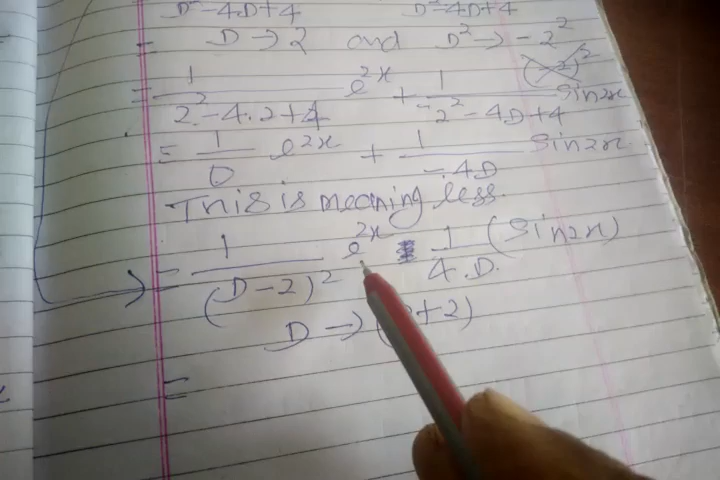 D²-4D+4 D²-4D+4
= D → 2 and D² → -2²
= 1/(2²-4.2+4) e^2x + 1/(-2²-4D+4) sin2x
= 1/0 e^2x + 1/(-4D) sin2x.
This is meaning less.
= 1/(D-2)² e^2x - 1/(4.D.) (sin2x)
D → (D+2)
=